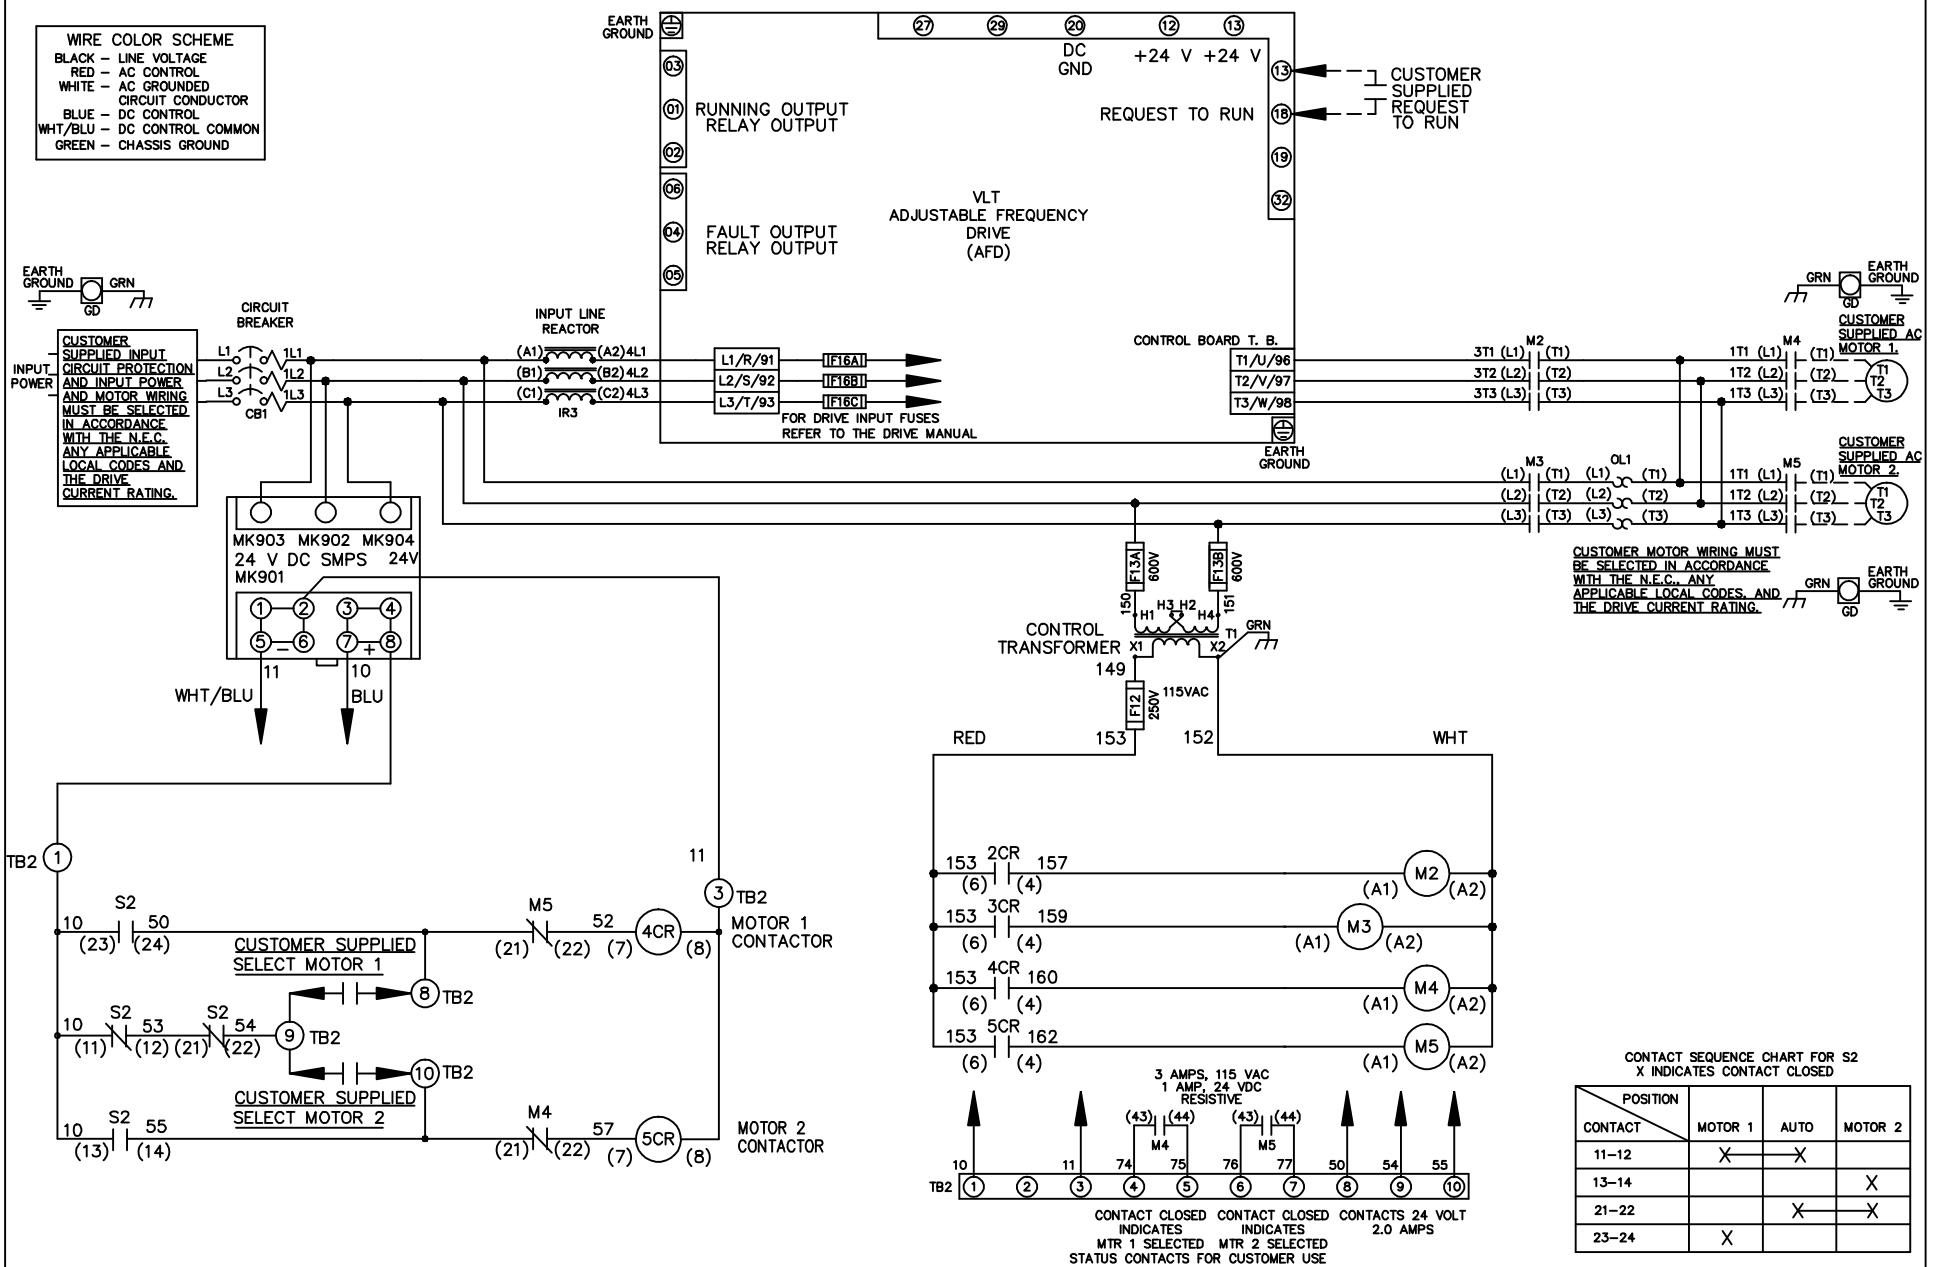 WIRE COLOR SCHEME
BLACK – LINE VOLTAGE
RED – AC CONTROL
WHITE – AC GROUNDED
CIRCUIT CONDUCTOR
BLUE – DC CONTROL
WHT/BLU – DC CONTROL COMMON
GREEN – CHASSIS GROUND
EARTH
GROUND
03
01
02
RUNNING OUTPUT
RELAY OUTPUT
06
04
05
FAULT OUTPUT
RELAY OUTPUT
27 29 20 12 13
DC
GND
+24 V +24 V
13
REQUEST TO RUN 18
19
32
CUSTOMER
SUPPLIED
REQUEST
TO RUN
VLT
ADJUSTABLE FREQUENCY
DRIVE
(AFD)
EARTH
GROUND
GRN
GD
INPUT
POWER
CUSTOMER
SUPPLIED INPUT
CIRCUIT PROTECTION
AND INPUT POWER
AND MOTOR WIRING
MUST BE SELECTED
IN ACCORDANCE
WITH THE N.E.C.
ANY APPLICABLE
LOCAL CODES AND
THE DRIVE
CURRENT RATING.
CIRCUIT
BREAKER
L1 1L1
L2 1L2
L3 1L3
CB1
INPUT LINE
REACTOR
(A1) (A2) 4L1
(B1) (B2) 4L2
(C1) (C2) 4L3
IR3
L1/R/91 F16A
L2/S/92 F16B
L3/T/93 F16C
FOR DRIVE INPUT FUSES
REFER TO THE DRIVE MANUAL
CONTROL BOARD T. B.
T1/U/96
T2/V/97
T3/W/98
EARTH
GROUND
M2
3T1 (L1) (T1)
3T2 (L2) (T2)
3T3 (L3) (T3)
M4
1T1 (L1) (T1)
1T2 (L2) (T2)
1T3 (L3) (T3)
GRN
GD
EARTH
GROUND
CUSTOMER
SUPPLIED AC
MOTOR 1.
T1
T2
T3
M3 OL1
(L1) (T1) (L1) (T1)
(L2) (T2) (L2) (T2)
(L3) (T3) (L3) (T3)
M5
1T1 (L1) (T1)
1T2 (L2) (T2)
1T3 (L3) (T3)
CUSTOMER
SUPPLIED AC
MOTOR 2.
T1
T2
T3
CUSTOMER MOTOR WIRING MUST
BE SELECTED IN ACCORDANCE
WITH THE N.E.C., ANY
APPLICABLE LOCAL CODES, AND
THE DRIVE CURRENT RATING.
GRN
GD
EARTH
GROUND
MK903 MK902 MK904
24 V DC SMPS 24V
MK901
1 2 3 4
5 – 6 7 + 8
11 10
WHT/BLU BLU
F13A 600V F13B 600V
150 151
H1 H3 H2 H4
CONTROL
TRANSFORMER
X1 X2 T1 GRN
149
F12 250V 115VAC
153 152
RED WHT
TB2 1
11
3 TB2
S2
10 50
(23) (24)
M5
(21) (22)
52
(7) 4CR (8)
MOTOR 1
CONTACTOR
CUSTOMER SUPPLIED
SELECT MOTOR 1
8 TB2
S2 S2
10 53 54
(11) (12) (21) (22)
9 TB2
10 TB2
CUSTOMER SUPPLIED
SELECT MOTOR 2
S2
10 55
(13) (14)
M4
(21) (22)
57
(7) 5CR (8)
MOTOR 2
CONTACTOR
153 2CR 157
(6) (4)
(A1) M2 (A2)
153 3CR 159
(6) (4)
(A1) M3 (A2)
153 4CR 160
(6) (4)
(A1) M4 (A2)
153 5CR 162
(6) (4)
(A1) M5 (A2)
3 AMPS, 115 VAC
1 AMP, 24 VDC
RESISTIVE
(43) (44) (43) (44)
M4 M5
10 11 74 75 76 77 50 54 55
TB2 1 2 3 4 5 6 7 8 9 10
CONTACT CLOSED
INDICATES
MTR 1 SELECTED
CONTACT CLOSED
INDICATES
MTR 2 SELECTED
STATUS CONTACTS FOR CUSTOMER USE
CONTACTS 24 VOLT
2.0 AMPS
CONTACT SEQUENCE CHART FOR S2
X INDICATES CONTACT CLOSED
POSITION
CONTACT MOTOR 1 AUTO MOTOR 2
11–12 X X
13–14 X
21–22 X X
23–24 X